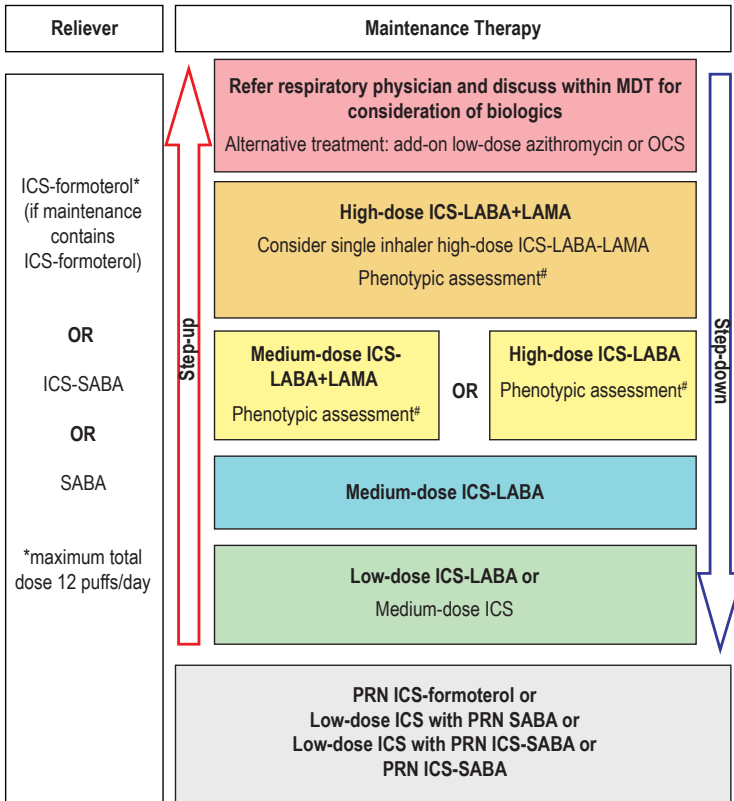 Reliever
Maintenance Therapy
ICS-formoterol*
(if maintenance
contains
ICS-formoterol)
OR
ICS-SABA
OR
SABA
*maximum total
dose 12 puffs/day
Step-up
Refer respiratory physician and discuss within MDT for
consideration of biologics
Alternative treatment: add-on low-dose azithromycin or OCS
High-dose ICS-LABA+LAMA
Consider single inhaler high-dose ICS-LABA-LAMA
Phenotypic assessment#
Medium-dose ICS-
LABA+LAMA
Phenotypic assessment#
OR
High-dose ICS-LABA
Phenotypic assessment#
Medium-dose ICS-LABA
Low-dose ICS-LABA or
Medium-dose ICS
Step-down
PRN ICS-formoterol or
Low-dose ICS with PRN SABA or
Low-dose ICS with PRN ICS-SABA or
PRN ICS-SABA